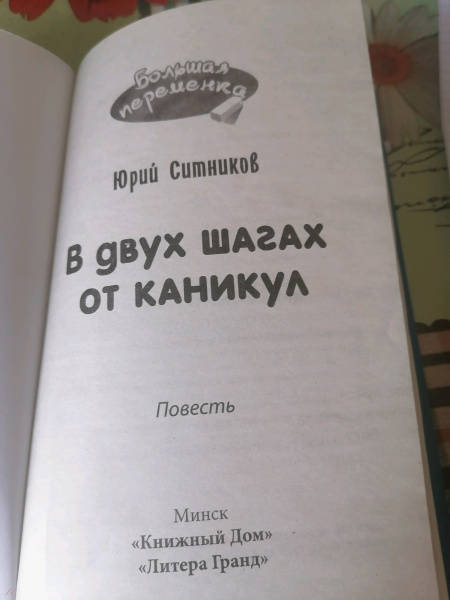 Большая
переменка
Юрий Ситников
В двух шагах
от каникул
Повесть
Минск
«Книжный Дом»
«Литера Гранд»